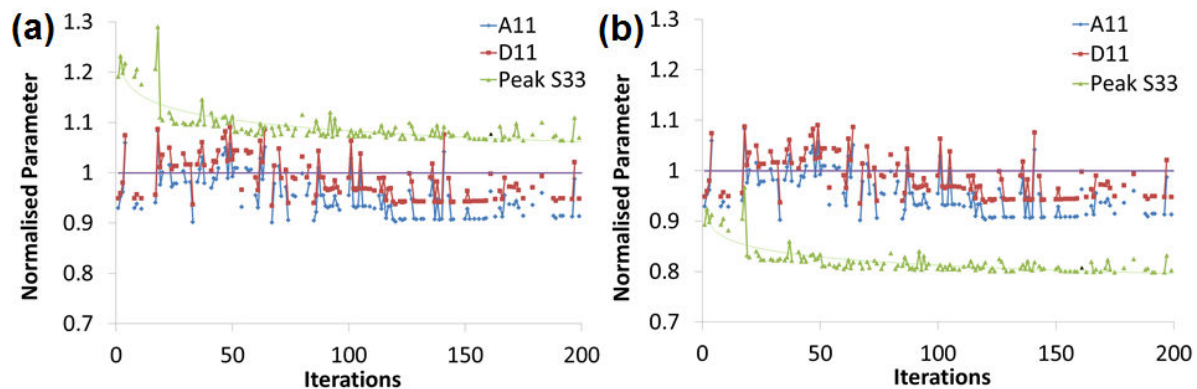 (a)
1.3
1.2
1.1
1
0.9
0.8
0.7
Normalised Parameter
A11
D11
Peak S33
0 50 100 150 200
Iterations
(b)
1.3
1.2
1.1
1
0.9
0.8
0.7
Normalised Parameter
A11
D11
Peak S33
0 50 100 150 200
Iterations